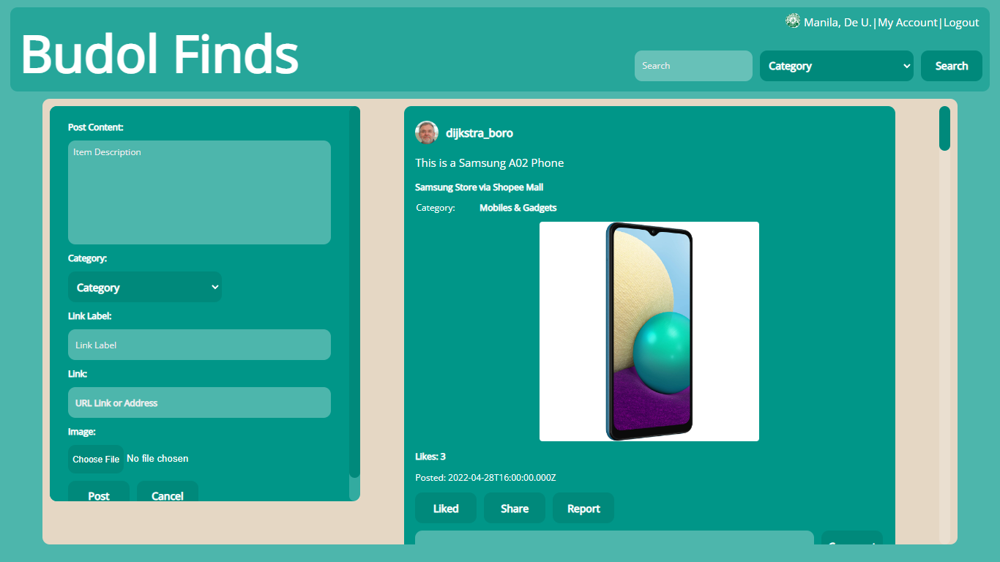 Manila, De U.|My Account|Logout
Budol Finds
Search
Category
Search
Post Content:
Item Description
Category:
Category
Link Label:
Link Label
Link:
URL Link or Address
Image:
Choose File No file chosen
Post
Cancel
dijkstra_boro
This is a Samsung A02 Phone
Samsung Store via Shopee Mall
Category: Mobiles & Gadgets
Likes: 3
Posted: 2022-04-28T16:00:00.000Z
Liked
Share
Report